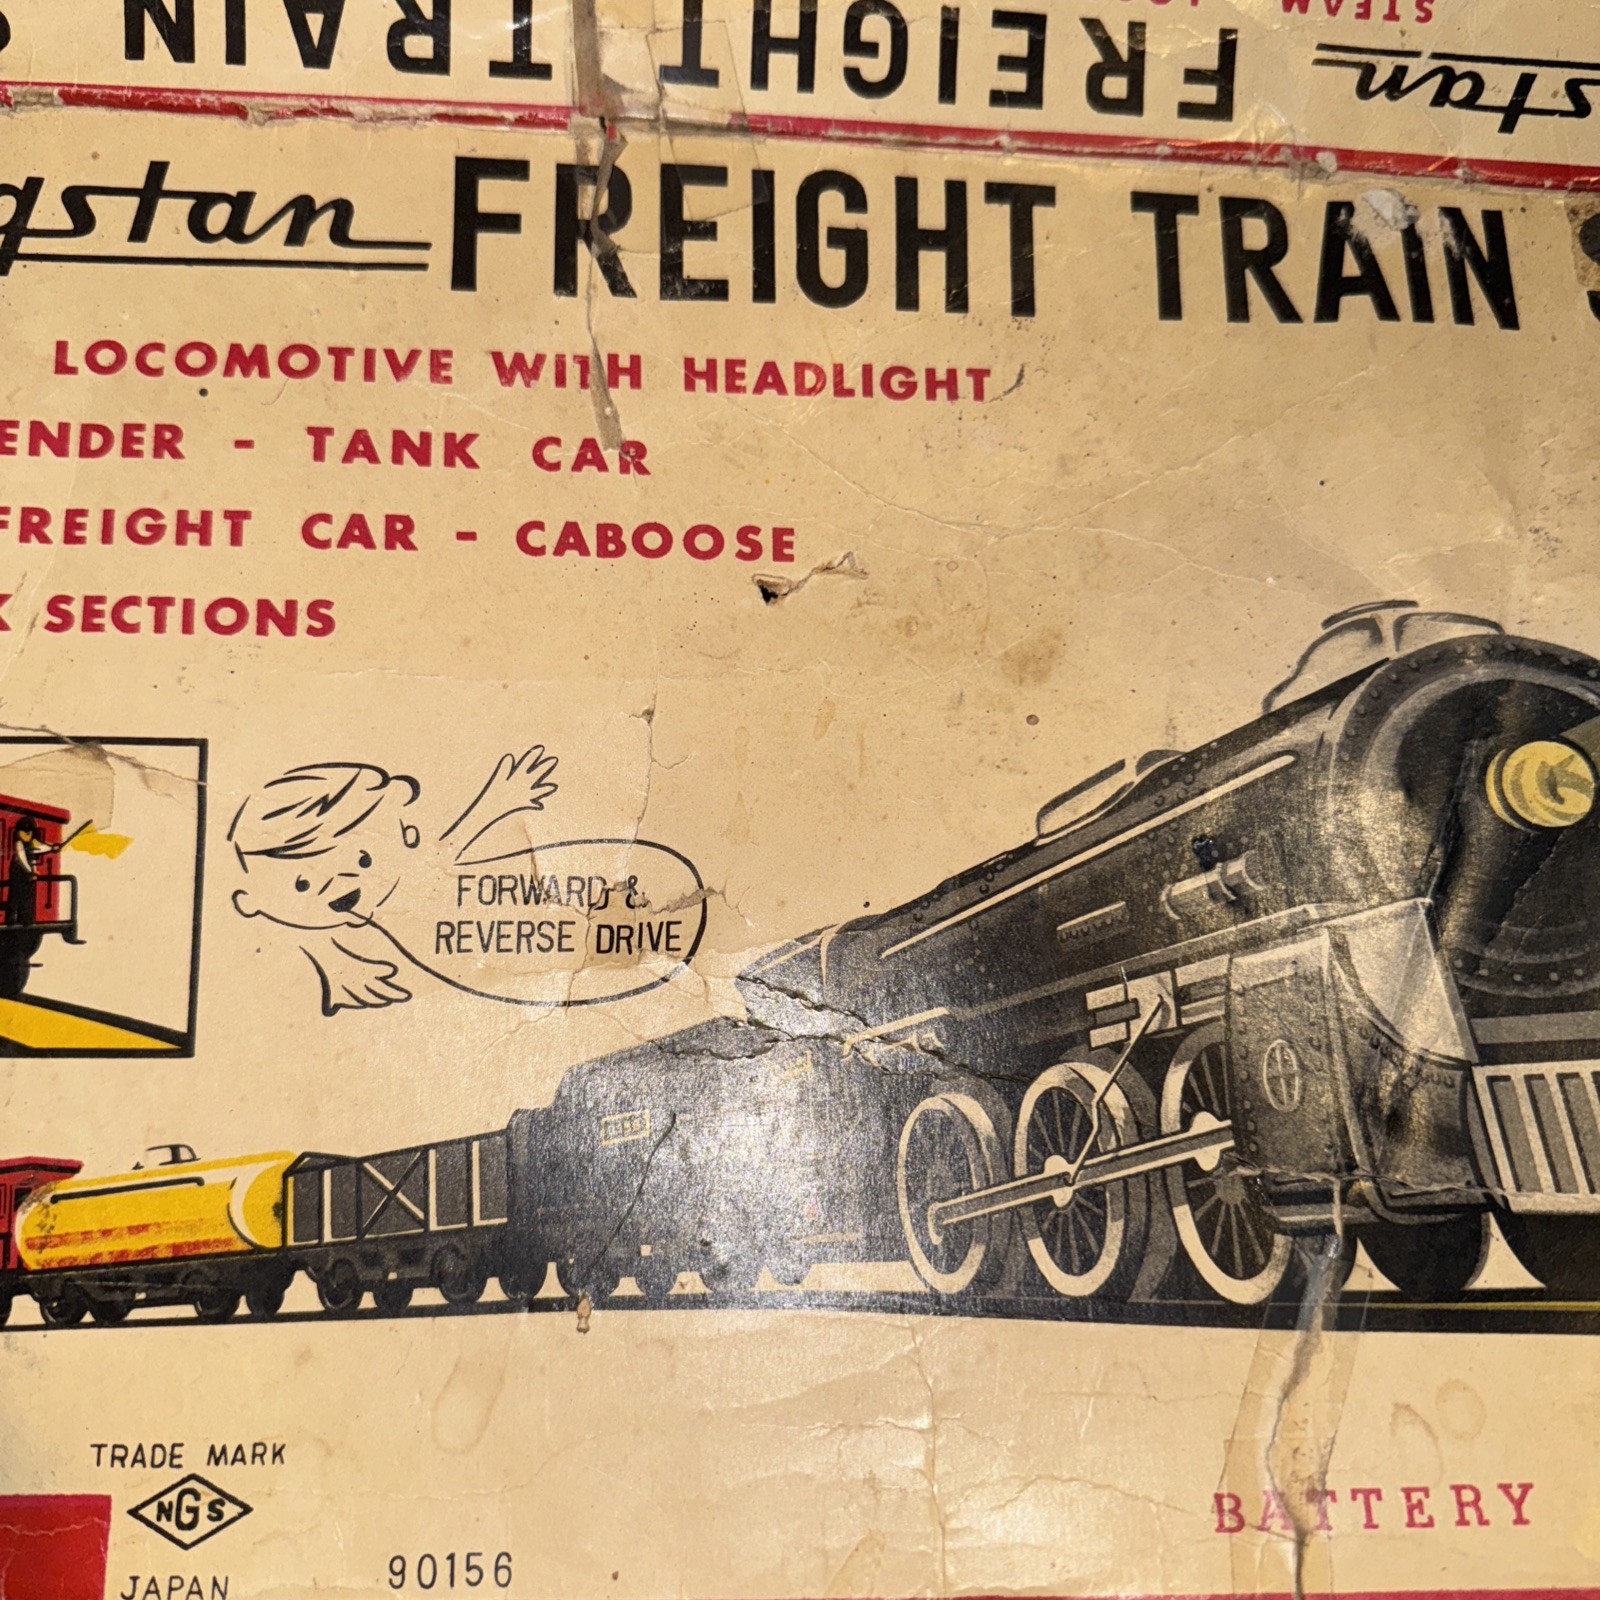 STEAM
stan FREIGHT TRAIN
gstan FREIGHT TRAIN S
LOCOMOTIVE WITH HEADLIGHT
ENDER - TANK CAR
FREIGHT CAR - CABOOSE
K SECTIONS
FORWARD &
REVERSE DRIVE
TRADE MARK
NGS
JAPAN
90156
BATTERY